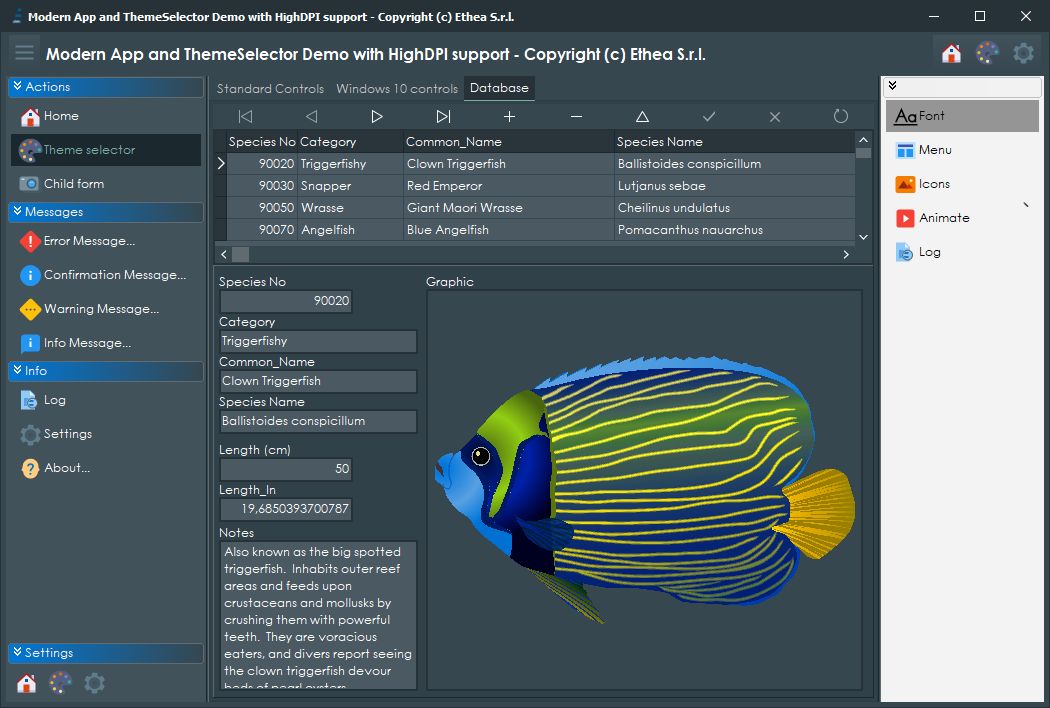 Modern App and ThemeSelector Demo with HighDPI support - Copyright (c) Ethea S.r.l.
Modern App and ThemeSelector Demo with HighDPI support - Copyright (c) Ethea S.r.l.
Actions
Home
Theme selector
Child form
Messages
Error Message...
Confirmation Message...
Warning Message...
Info Message...
Info
Log
Settings
About...
Settings
Standard Controls Windows 10 controls Database
Species No Category Common_Name Species Name
90020 Triggerfishy Clown Triggerfish Ballistoides conspicillum
90030 Snapper Red Emperor Lutjanus sebae
90050 Wrasse Giant Maori Wrasse Cheilinus undulatus
90070 Angelfish Blue Angelfish Pomacanthus nauarchus
Species No
90020
Category
Triggerfishy
Common_Name
Clown Triggerfish
Species Name
Ballistoides conspicillum
Length (cm)
50
Length_In
19,6850393700787
Notes
Also known as the big spotted
triggerfish. Inhabits outer reef
areas and feeds upon
crustaceans and mollusks by
crushing them with powerful
teeth. They are voracious
eaters, and divers report seeing
the clown triggerfish devour
beds of pearl oysters.
Graphic
Aa Font
Menu
Icons
Animate
Log